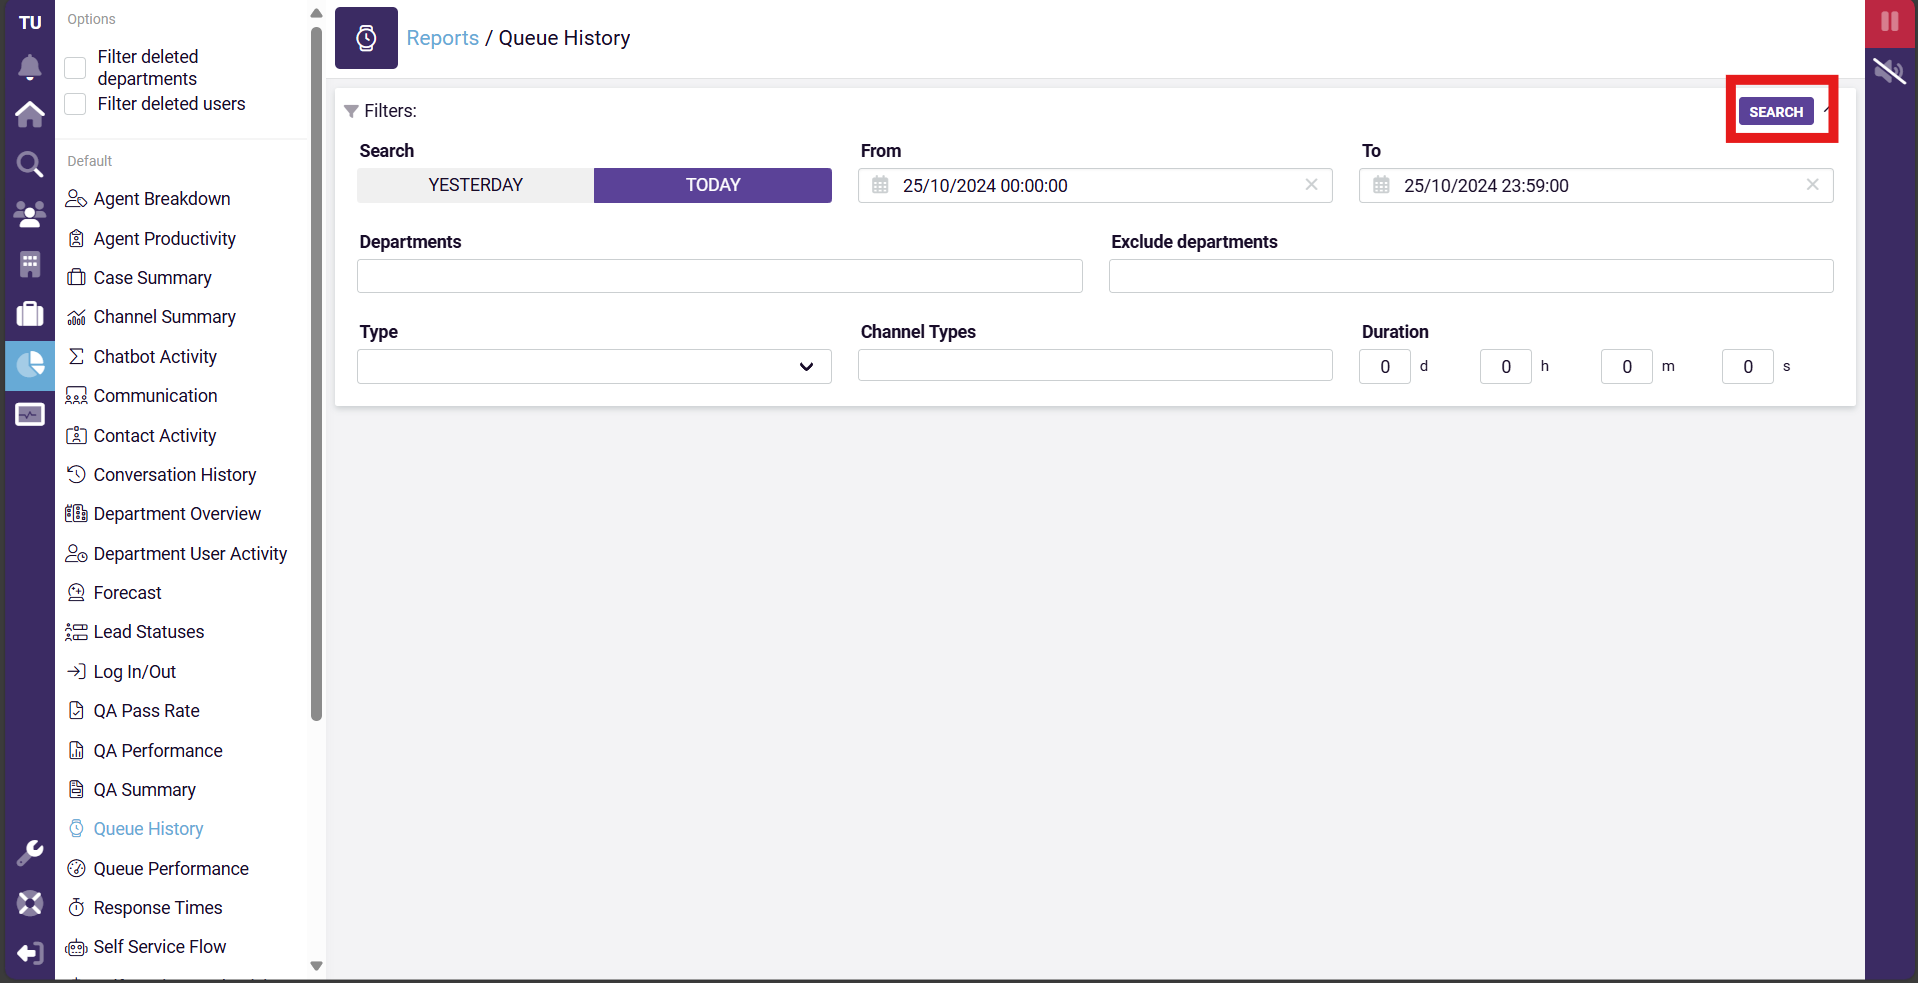 TU
Options
Filter deleted
departments
Filter deleted users
Default
Agent Breakdown
Agent Productivity
Case Summary
Channel Summary
Chatbot Activity
Communication
Contact Activity
Conversation History
Department Overview
Department User Activity
Forecast
Lead Statuses
Log In/Out
QA Pass Rate
QA Performance
QA Summary
Queue History
Queue Performance
Response Times
Self Service Flow
Reports / Queue History
Filters:
SEARCH
Search
From
To
YESTERDAY
TODAY
25/10/2024 00:00:00
25/10/2024 23:59:00
Departments
Exclude departments
Type
Channel Types
Duration
0 d 0 h 0 m 0 s